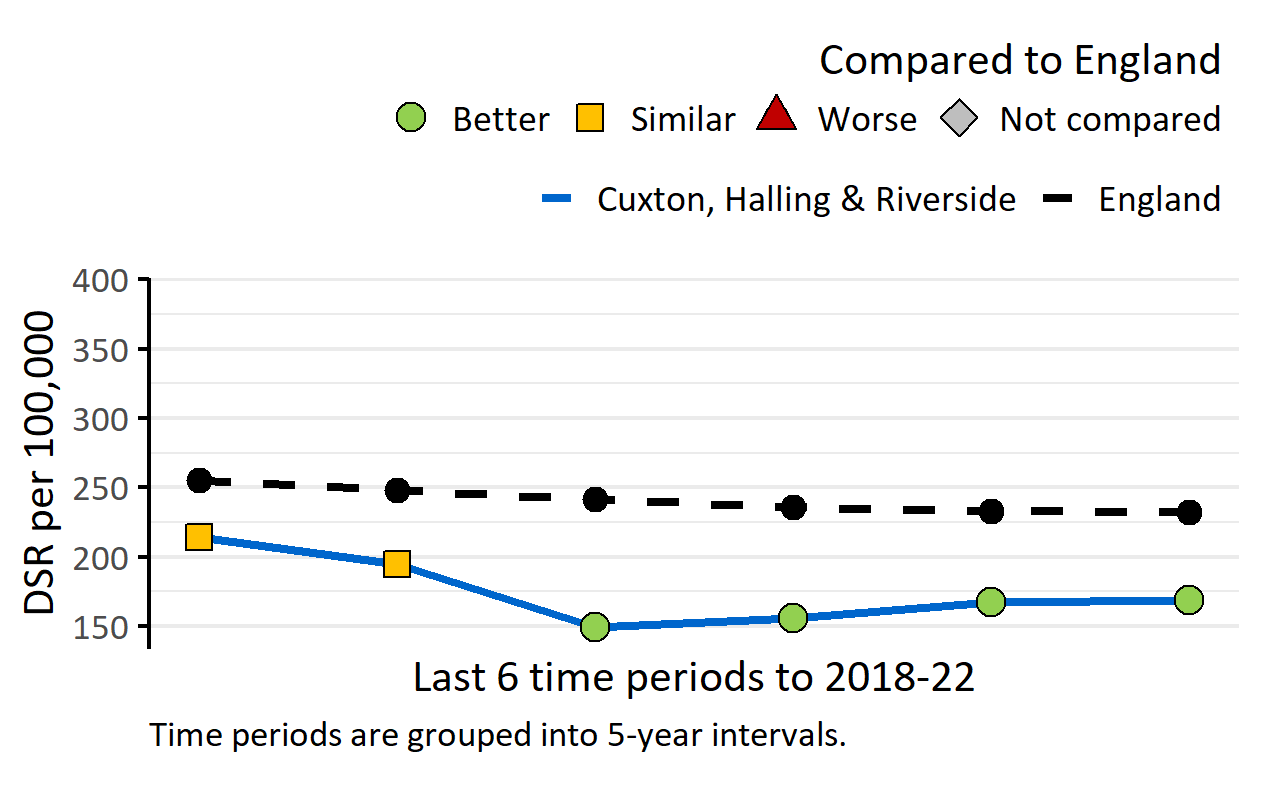 Compared to England
Better Similar Worse Not compared
Cuxton, Halling & Riverside England
DSR per 100,000
400
350
300
250
200
150
Last 6 time periods to 2018-22
Time periods are grouped into 5-year intervals.